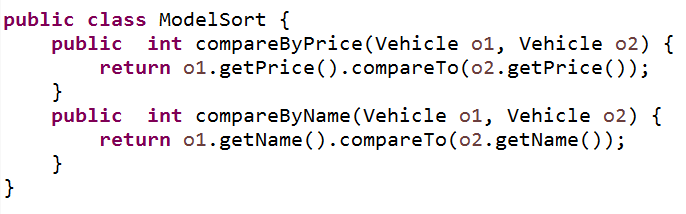 public class ModelSort {
    public  int compareByPrice(Vehicle o1, Vehicle o2) {
        return o1.getPrice().compareTo(o2.getPrice());
    }
    public  int compareByName(Vehicle o1, Vehicle o2) {
        return o1.getName().compareTo(o2.getName());
    }
}